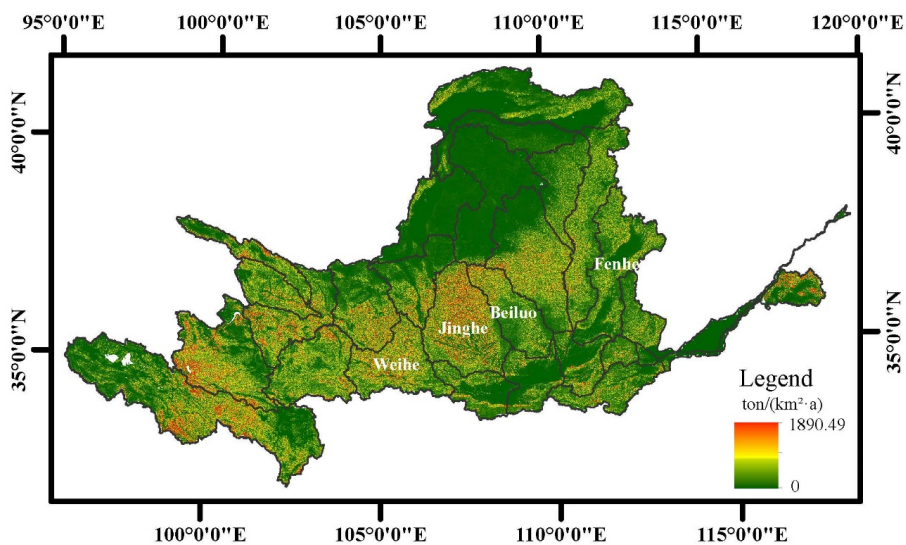 95°0'0"E 100°0'0"E 105°0'0"E 110°0'0"E 115°0'0"E 120°0'0"E
40°0'0"N
40°0'0"N
Fenhe
Beiluo
Jinghe
Weihe
35°0'0"N
35°0'0"N
Legend
ton/(km²·a)
1890.49
0
100°0'0"E 105°0'0"E 110°0'0"E 115°0'0"E